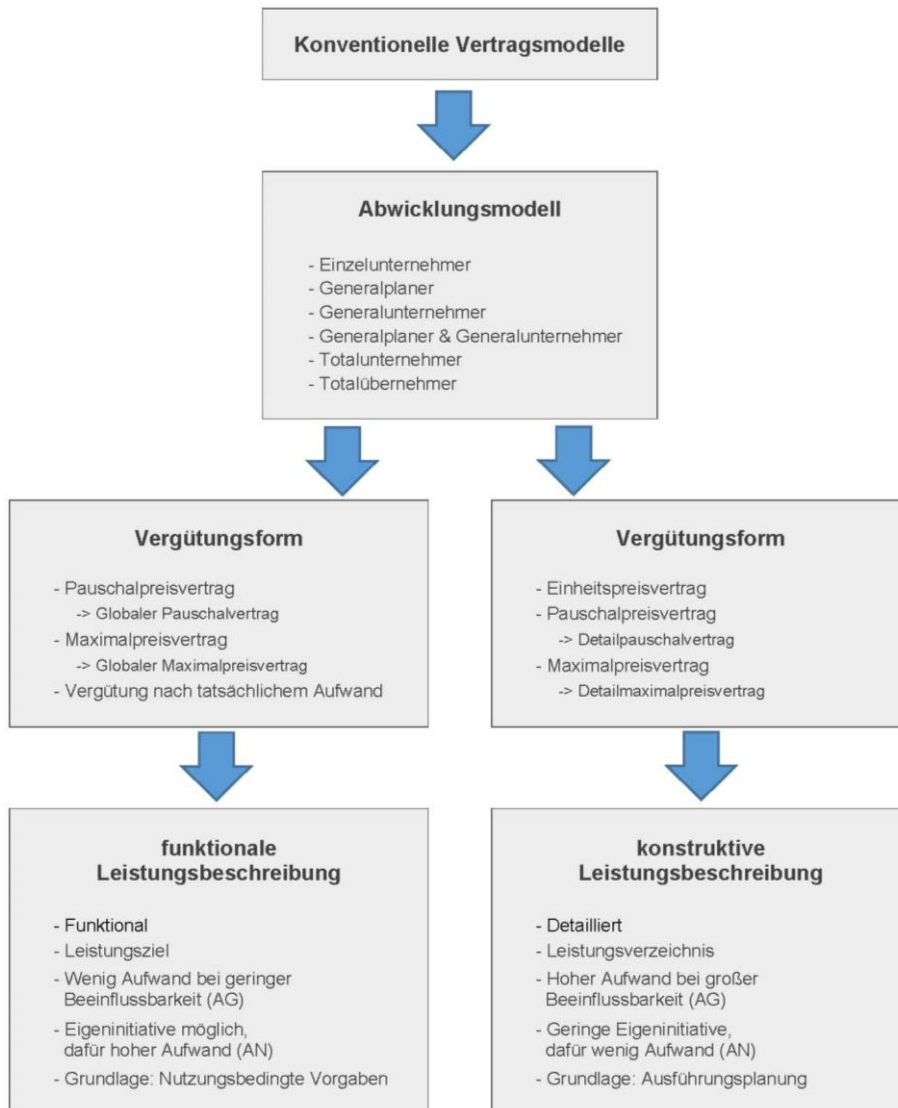 Konventionelle Vertragsmodelle
Abwicklungsmodell
- Einzelunternehmer
- Generalplaner
- Generalunternehmer
- Generalplaner & Generalunternehmer
- Totalunternehmer
- Totalübernehmer
Vergütungsform
- Pauschalpreisvertrag
-> Globaler Pauschalvertrag
- Maximalpreisvertrag
-> Globaler Maximalpreisvertrag
- Vergütung nach tatsächlichem Aufwand
Vergütungsform
- Einheitspreisvertrag
- Pauschalpreisvertrag
-> Detailpauschalvertrag
- Maximalpreisvertrag
-> Detailmaximalpreisvertrag
funktionale
Leistungsbeschreibung
- Funktional
- Leistungsziel
- Wenig Aufwand bei geringer
Beeinflussbarkeit (AG)
- Eigeninitiative möglich,
dafür hoher Aufwand (AN)
- Grundlage: Nutzungsbedingte Vorgaben
konstruktive
Leistungsbeschreibung
- Detailliert
- Leistungsverzeichnis
- Hoher Aufwand bei großer
Beeinflussbarkeit (AG)
- Geringe Eigeninitiative,
dafür wenig Aufwand (AN)
- Grundlage: Ausführungsplanung